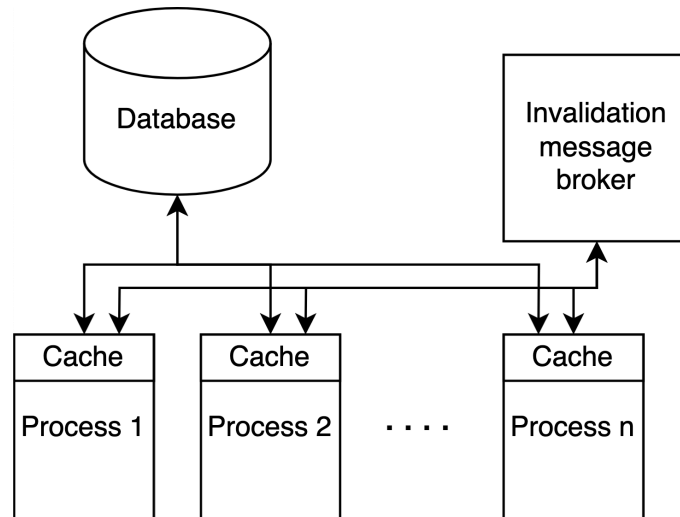 Database
Invalidation
message
broker
Cache
Cache
Cache
Process 1
Process 2
. . . .
Process n